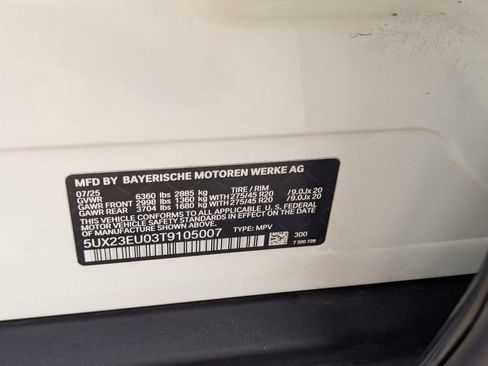 MFD BY BAYERISCHE MOTOREN WERKE AG
07/25 6360 lbs 2885 kg TIRE / RIM
GVWR
GAWR FRONT 2998 lbs 1360 kg WITH 275/45 R20 /9.0Jx 20
GAWR REAR 3704 lbs 1680 kg WITH 275/45 R20 /9.0Jx 20
THIS VEHICLE CONFORMS TO ALL APPLICABLE U.S. FEDERAL
MOTOR VEHICLE SAFETY STANDARDS IN EFFECT ON THE
DATE OF MANUFACTURE SHOWN ABOVE.
5UX23EU03T9105007 TYPE: MPV 300
7 320 729